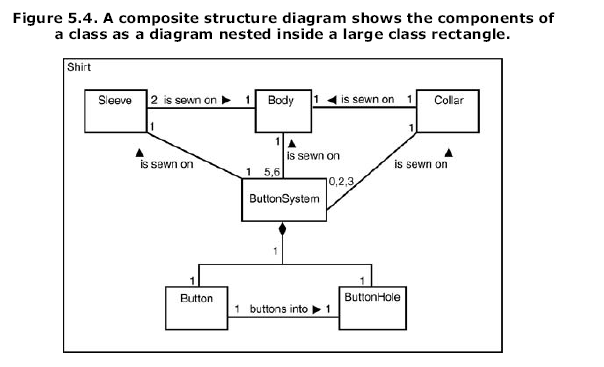 Figure 5.4. A composite structure diagram shows the components of
a class as a diagram nested inside a large class rectangle.
Shirt
Sleeve 2 is sewn on ▶ 1 Body 1 ◀ is sewn on 1 Collar
1 1 1
is sewn on ▲ ▲ is sewn on is sewn on ▲
1 5,6 0,2,3
ButtonSystem
1
1 1
Button ButtonHole
1 buttons into ▶ 1